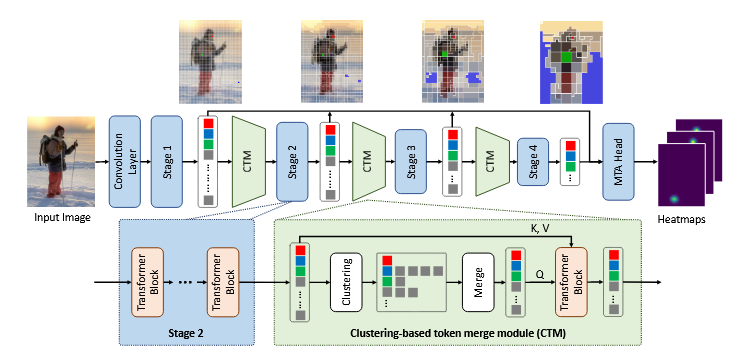 Input Image
Convolution
Layer
Stage 1
CTM
Stage 2
CTM
Stage 3
CTM
Stage 4
MTA Head
Heatmaps
Transformer
Block
Transformer
Block
Stage 2
K, V
Clustering
Merge
Q
Transformer
Block
Clustering-based token merge module (CTM)